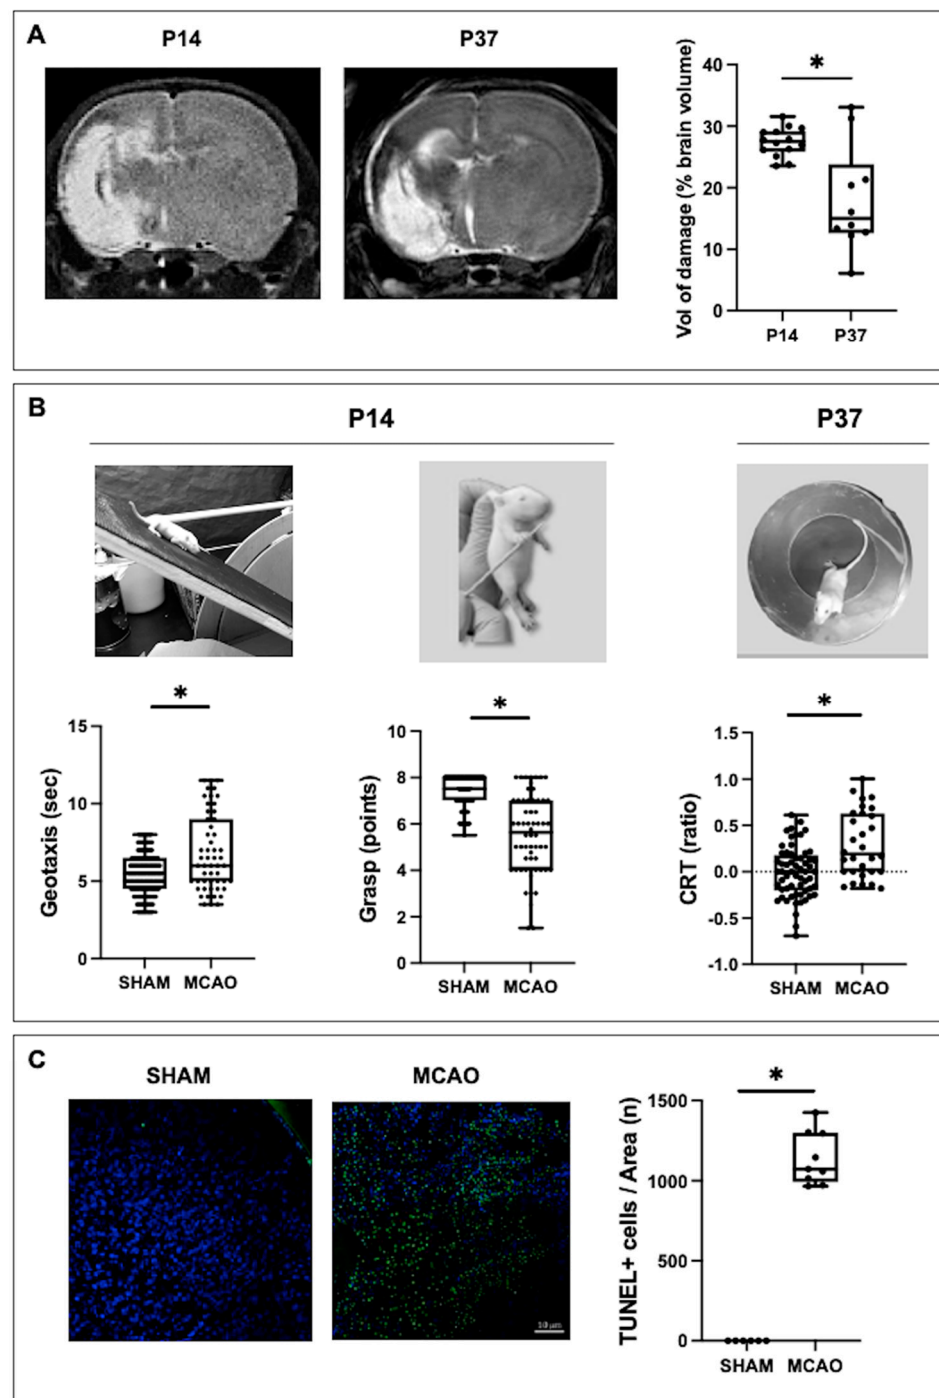 A
P14
P37
*
Vol of damage (% brain volume)
40
30
20
10
0
P14
P37
B
P14
P37
*
Geotaxis (sec)
15
10
5
0
SHAM
MCAO
*
Grasp (points)
10
8
6
4
2
0
SHAM
MCAO
*
CRT (ratio)
1.5
1.0
0.5
0.0
-0.5
-1.0
SHAM
MCAO
C
SHAM
MCAO
10 µm
*
TUNEL+ cells / Area (n)
1500
1000
500
0
SHAM
MCAO